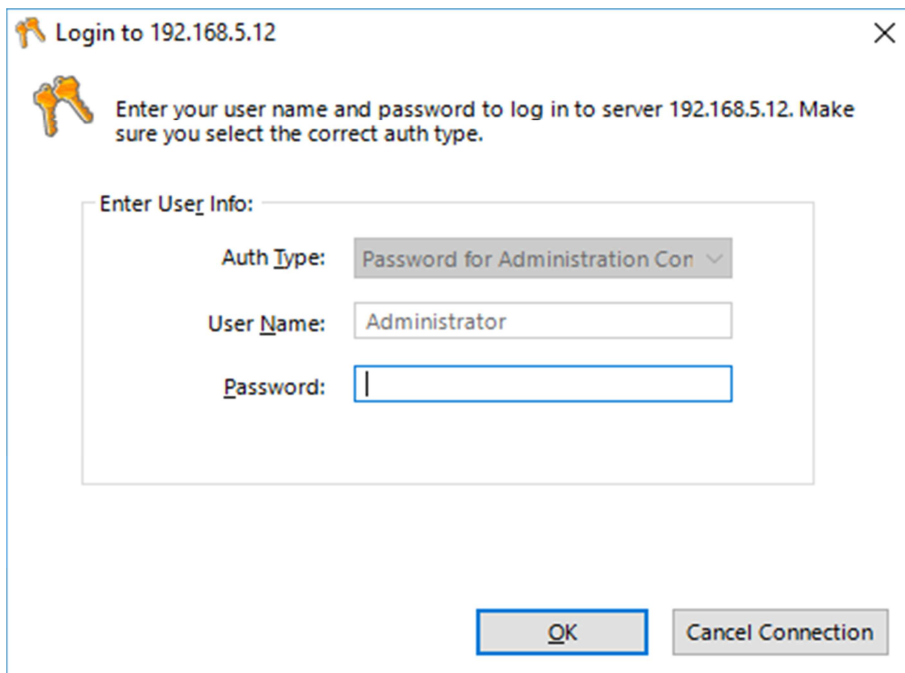 Login to 192.168.5.12
Enter your user name and password to log in to server 192.168.5.12. Make
sure you select the correct auth type.
Enter User Info:
Auth Type: Password for Administration Con
User Name: Administrator
Password:
OK Cancel Connection